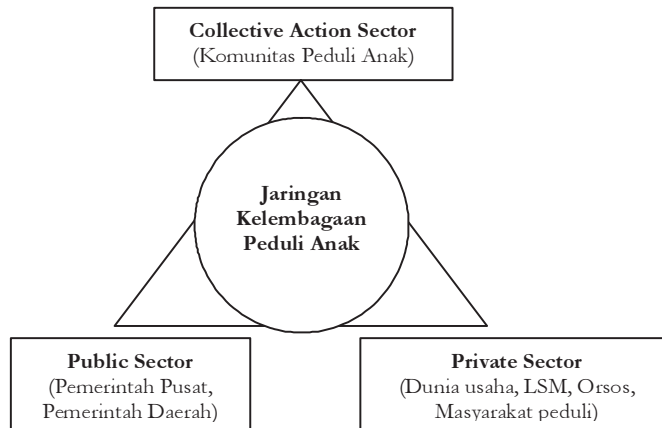 Collective Action Sector
(Komunitas Peduli Anak)
Jaringan
Kelembagaan
Peduli Anak
Public Sector
(Pemerintah Pusat,
Pemerintah Daerah)
Private Sector
(Dunia usaha, LSM, Orsos,
Masyarakat peduli)